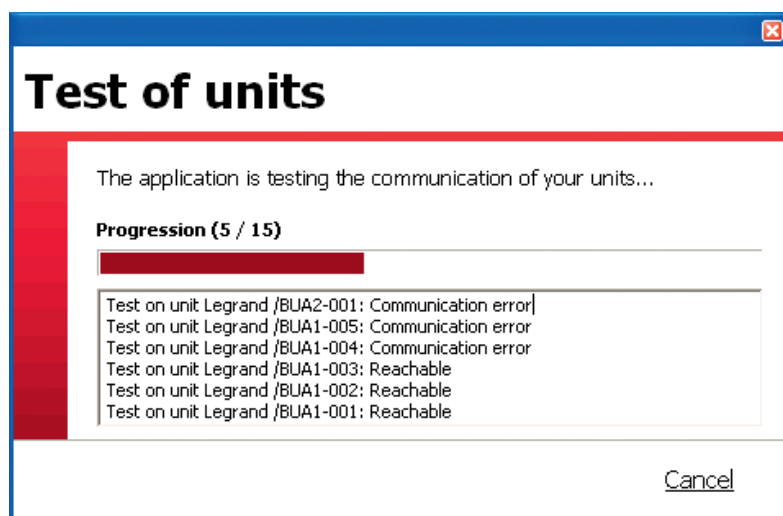 Test of units
The application is testing the communication of your units...
Progression (5 / 15)
Test on unit Legrand /BUA2-001: Communication error
Test on unit Legrand /BUA1-005: Communication error
Test on unit Legrand /BUA1-004: Communication error
Test on unit Legrand /BUA1-003: Reachable
Test on unit Legrand /BUA1-002: Reachable
Test on unit Legrand /BUA1-001: Reachable
Cancel